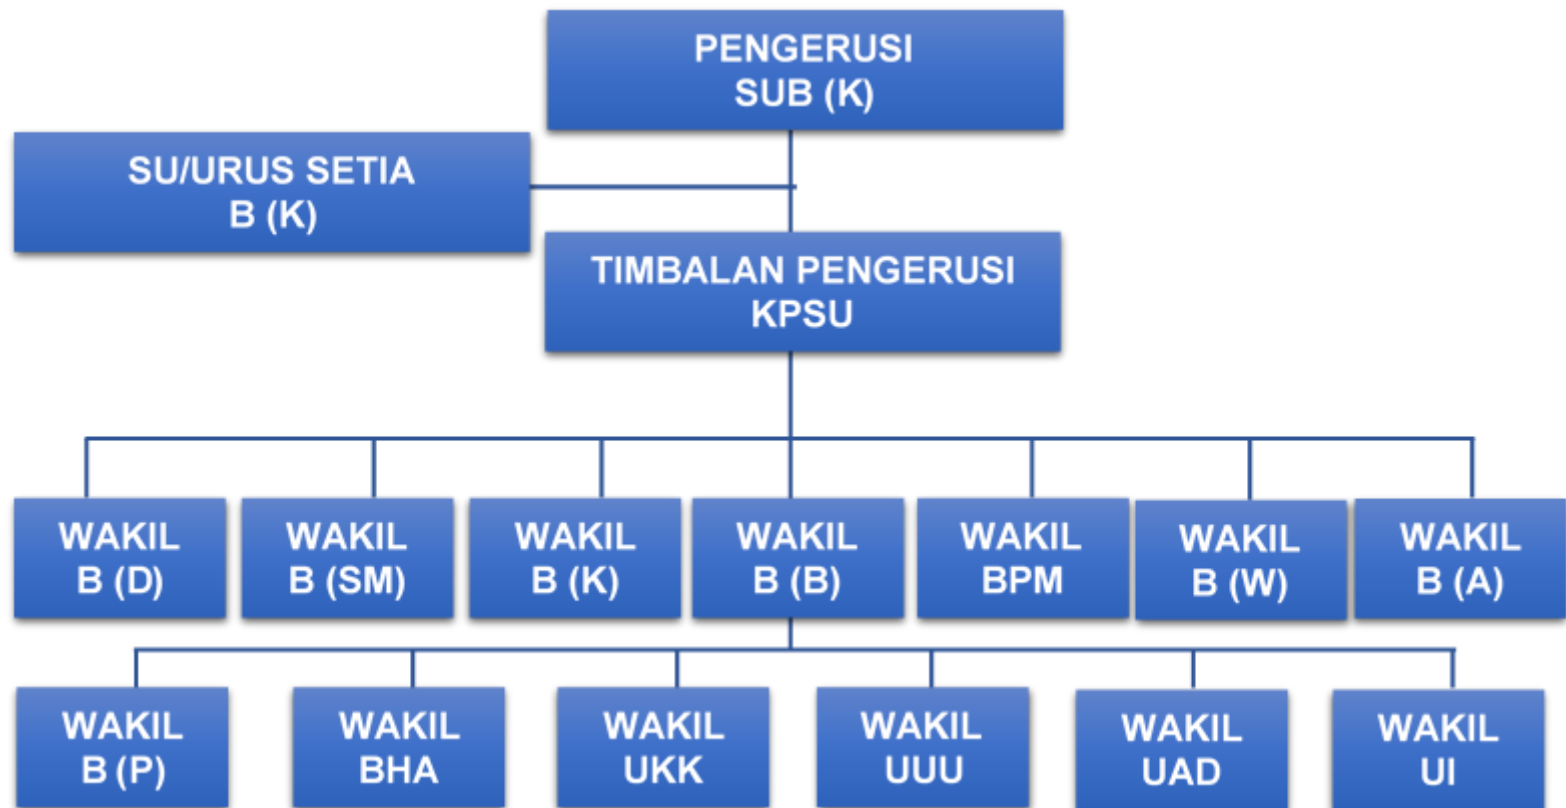 PENGERUSI
SUB (K)
SU/URUS SETIA
B (K)
TIMBALAN PENGERUSI
KPSU
WAKIL
B (D)
WAKIL
B (SM)
WAKIL
B (K)
WAKIL
B (B)
WAKIL
BPM
WAKIL
B (W)
WAKIL
B (A)
WAKIL
B (P)
WAKIL
BHA
WAKIL
UKK
WAKIL
UUU
WAKIL
UAD
WAKIL
UI